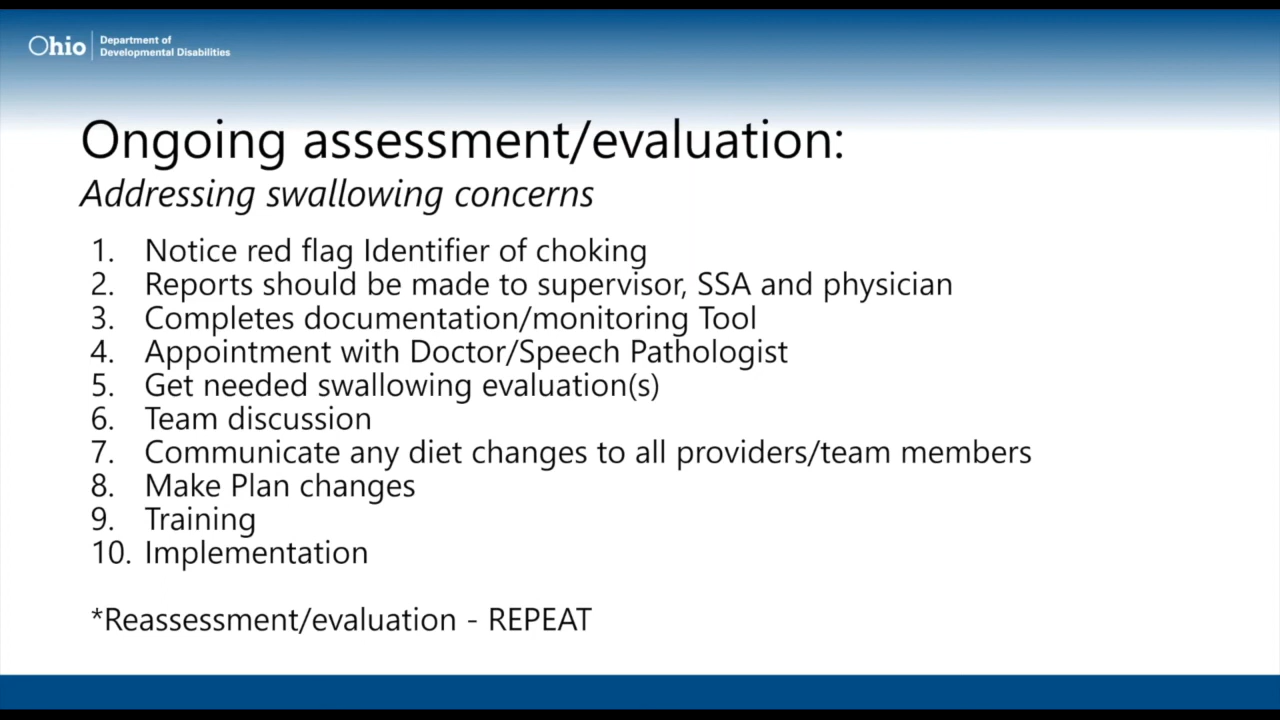 Ohio
Department of
Developmental Disabilities
Ongoing assessment/evaluation:
Addressing swallowing concerns
1. Notice red flag Identifier of choking
2. Reports should be made to supervisor, SSA and physician
3. Completes documentation/monitoring Tool
4. Appointment with Doctor/Speech Pathologist
5. Get needed swallowing evaluation(s)
6. Team discussion
7. Communicate any diet changes to all providers/team members
8. Make Plan changes
9. Training
10. Implementation
*Reassessment/evaluation - REPEAT